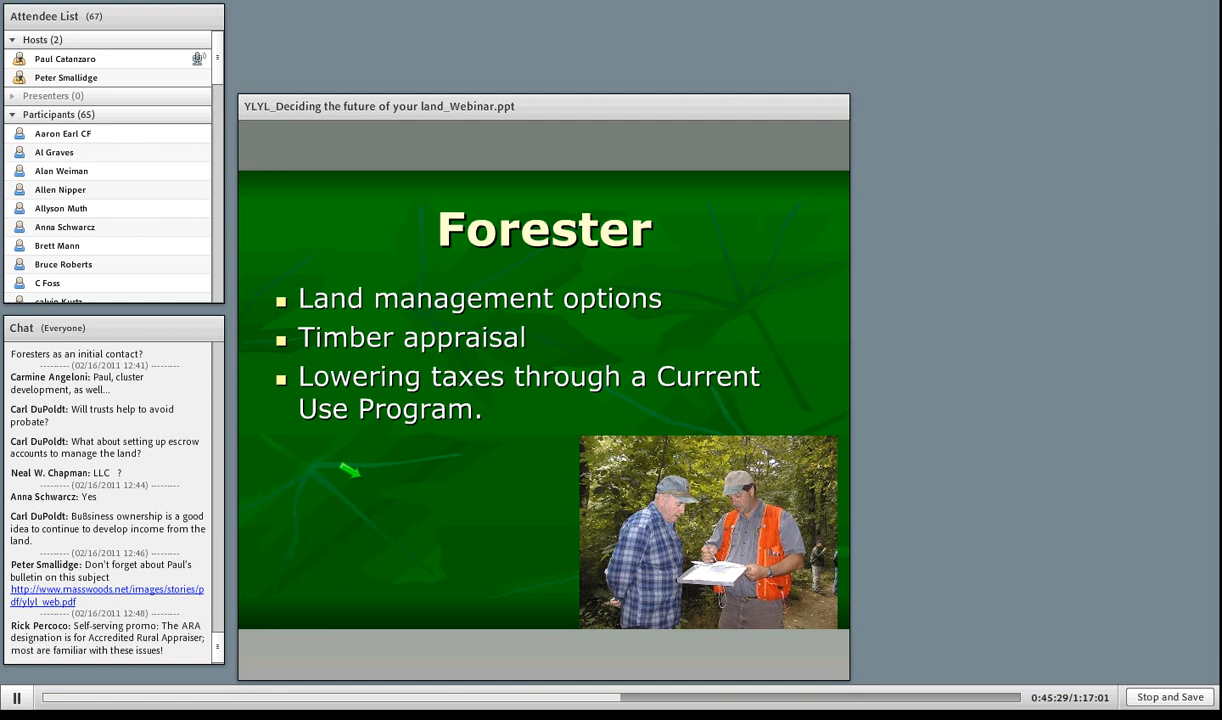 Attendee List (67)
Hosts (2)
Paul Catanzaro
Peter Smallidge
Presenters (0)
Participants (65)
Aaron Earl CF
Al Graves
Alan Weiman
Allen Nipper
Allyson Muth
Anna Schwarcz
Brett Mann
Bruce Roberts
C Foss
calvin Kurtz
Chat (Everyone)
Foresters as an initial contact?
--------- (02/16/2011 12:41) ---------
Carmine Angeloni: Paul, cluster
development, as well...
Carl DuPoldt: Will trusts help to avoid
probate?
Carl DuPoldt: What about setting up escrow
accounts to manage the land?
Neal W. Chapman: LLC ?
--------- (02/16/2011 12:44) ---------
Anna Schwarcz: Yes
Carl DuPoldt: Bu8siness ownership is a good
idea to continue to develop income from the
land.
--------- (02/16/2011 12:46) ---------
Peter Smallidge: Don't forget about Paul's
bulletin on this subject
http://www.masswoods.net/images/stories/p
df/ylyl_web.pdf
--------- (02/16/2011 12:48) ---------
Rick Percoco: Self-serving promo: The ARA
designation is for Accredited Rural Appraiser;
most are familiar with these issues!
YLYL_Deciding the future of your land_Webinar.ppt
Forester
Land management options
Timber appraisal
Lowering taxes through a Current
Use Program.
0:45:29/1:17:01
Stop and Save